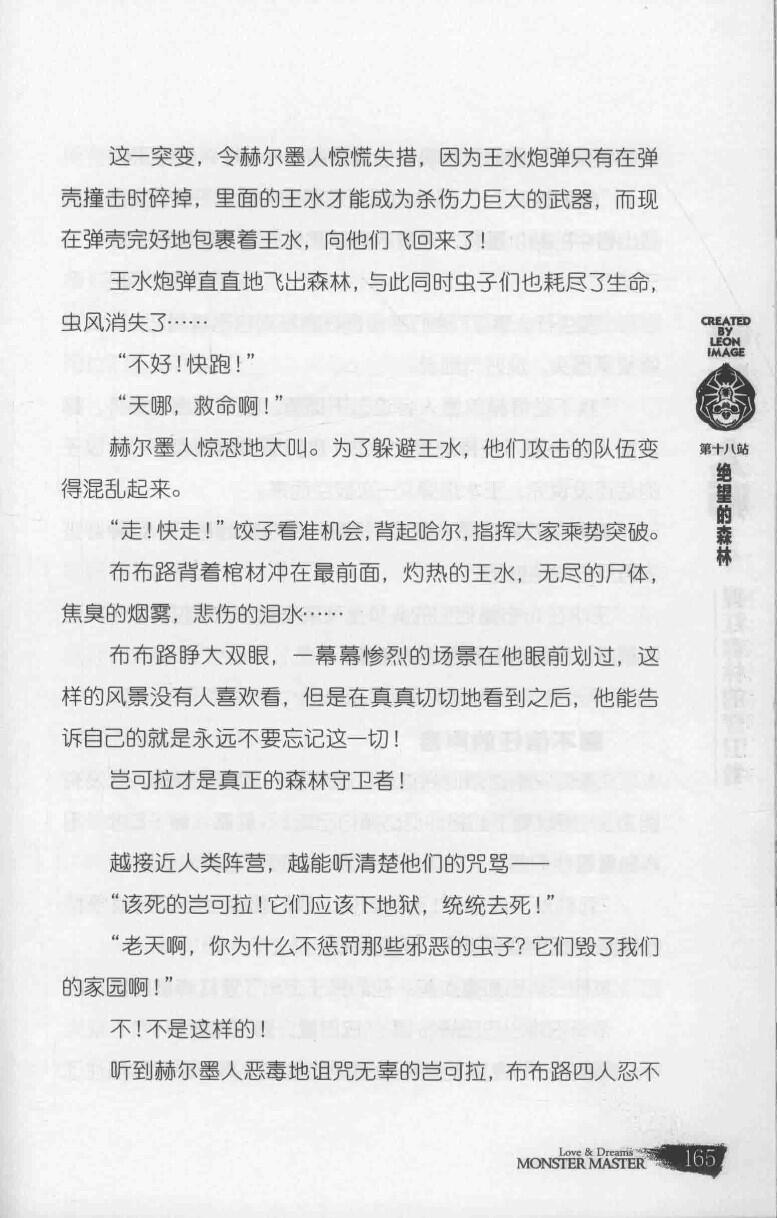 这一突变，令赫尔墨人惊慌失措，因为王水炮弹只有在弹
壳撞击时碎掉，里面的王水才能成为杀伤力巨大的武器，而现
在弹壳完好地包裹着王水，向他们飞回来了！
王水炮弹直直地飞出森林，与此同时虫子们也耗尽了生命，
虫风消失了……
“不好！快跑！”
“天哪，救命啊！”
赫尔墨人惊恐地大叫。为了躲避王水，他们攻击的队伍变
得混乱起来。
“走！快走！”饺子看准机会，背起哈尔，指挥大家乘势突破。
布布路背着棺材冲在最前面，灼热的王水，无尽的尸体，
焦臭的烟雾，悲伤的泪水……
布布路睁大双眼，一幕幕惨烈的场景在他眼前划过，这
样的风景没有人喜欢看，但是在真真切切地看到之后，他能告
诉自己的就是永远不要忘记这一切！
岂可拉才是真正的森林守卫者！
越接近人类阵营，越能听清楚他们的咒骂——
“该死的岂可拉！它们应该下地狱，统统去死！”
“老天啊，你为什么不惩罚那些邪恶的虫子？它们毁了我们
的家园啊！”
不！不是这样的！
听到赫尔墨人恶毒地诅咒无辜的岂可拉，布布路四人忍不
CREATED
BY
LEON
IMAGE
第十八站
绝望的森林
Love & Dreams
MONSTER MASTER
165